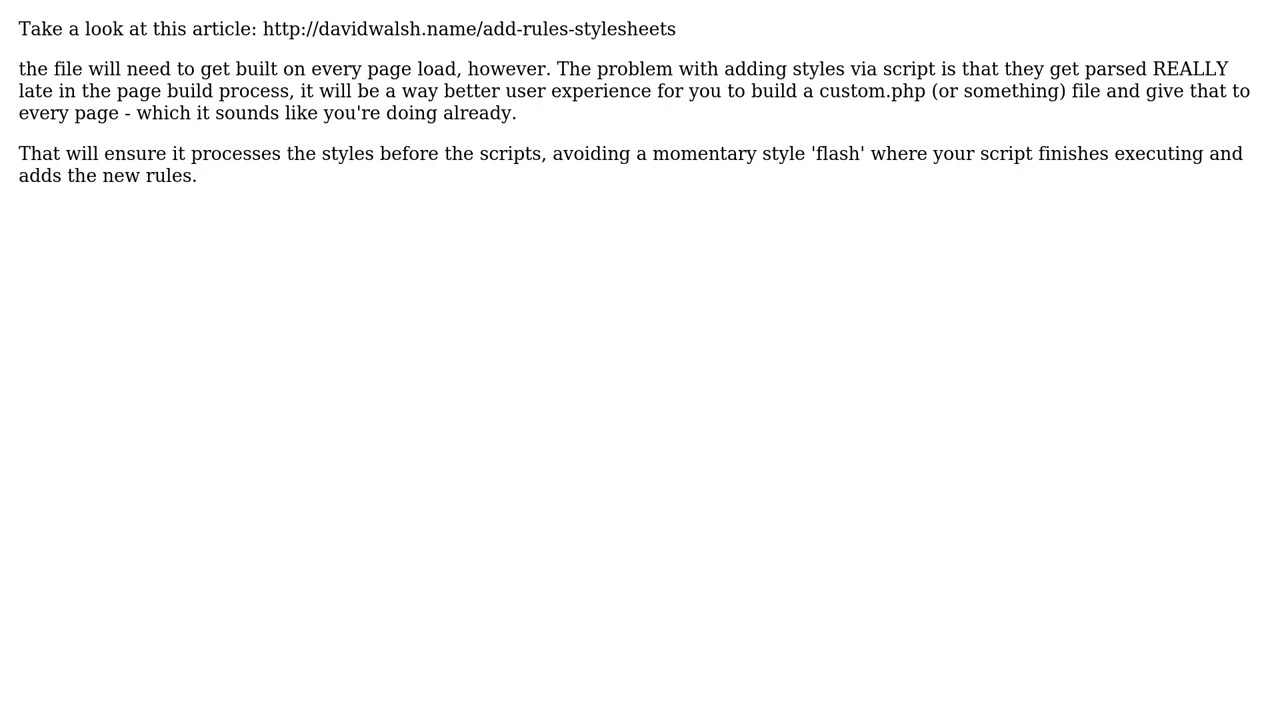 Take a look at this article: http://davidwalsh.name/add-rules-stylesheets
the file will need to get built on every page load, however. The problem with adding styles via script is that they get parsed REALLY
late in the page build process, it will be a way better user experience for you to build a custom.php (or something) file and give that to
every page - which it sounds like you're doing already.
That will ensure it processes the styles before the scripts, avoiding a momentary style 'flash' where your script finishes executing and
adds the new rules.